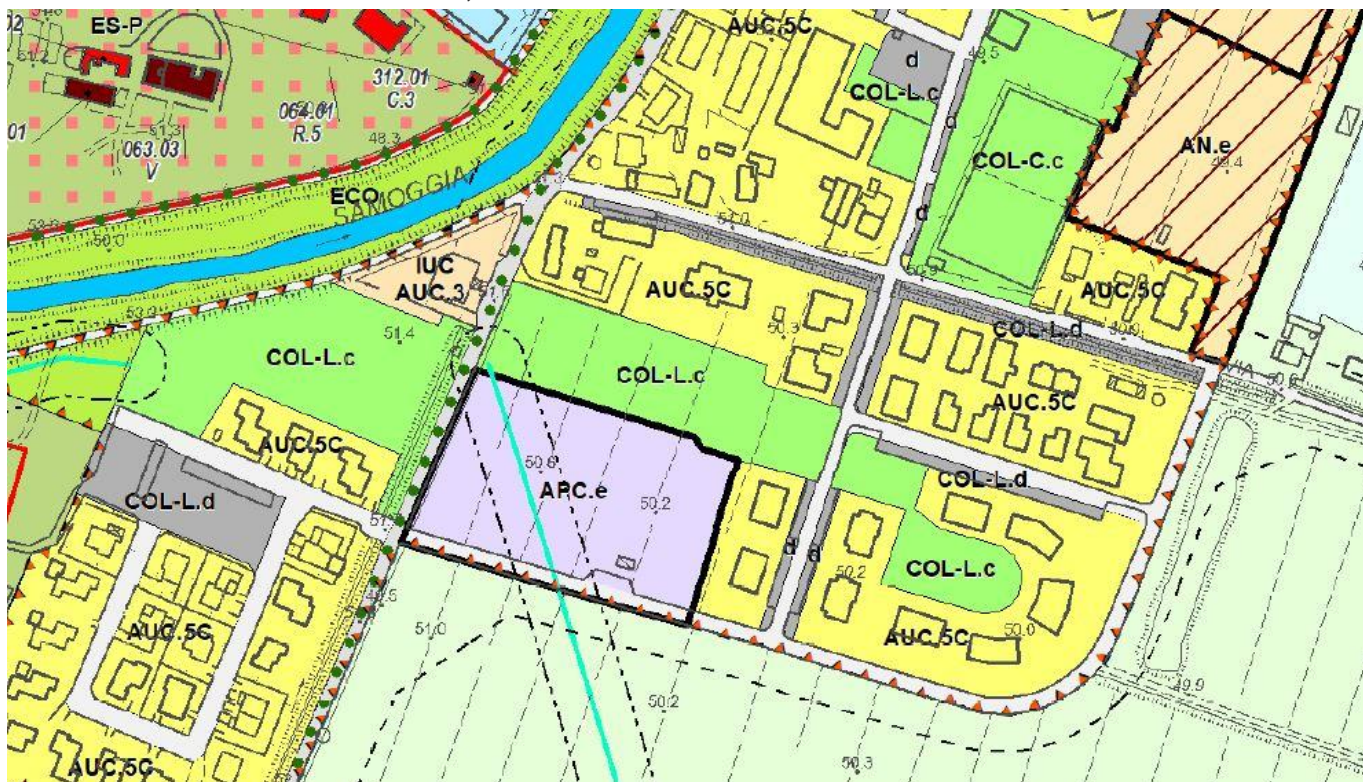 ES-P
AUC.5C
49.5
d
312.01
C.3
COL-L.c
064.01
R.5
48.3
51.3
d
01
063.03
V
COL-C.c
AN.e
49.4
ECO
SAMOGGIA
d
51.0
50.0
IUC
AUC.3
AUC.5C
AUC.5C
51.4
50.3
COL-L.d
COL-L.c
COL-L.c
VIA
AUC.5C
AUC.5C
50.6
APC.e
50.2
COL-L.d
COL-L.d
d
d
50.2
COL-L.c
51.0
AUC.5C
AUC.5C
50.0
49.9
50.2
AUC.5C
50.3